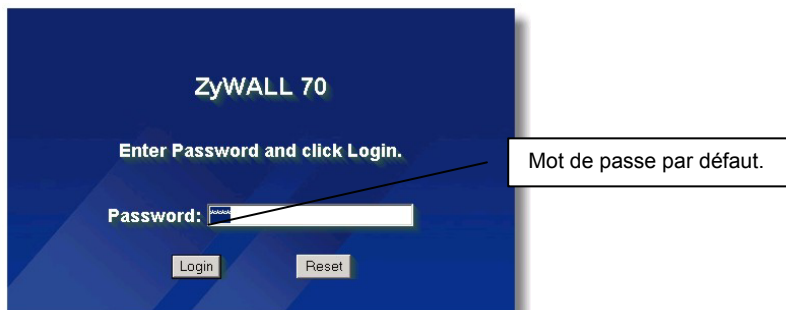 ZyWALL 70
Enter Password and click Login.
Mot de passe par défaut.
Password: ****
Login Reset